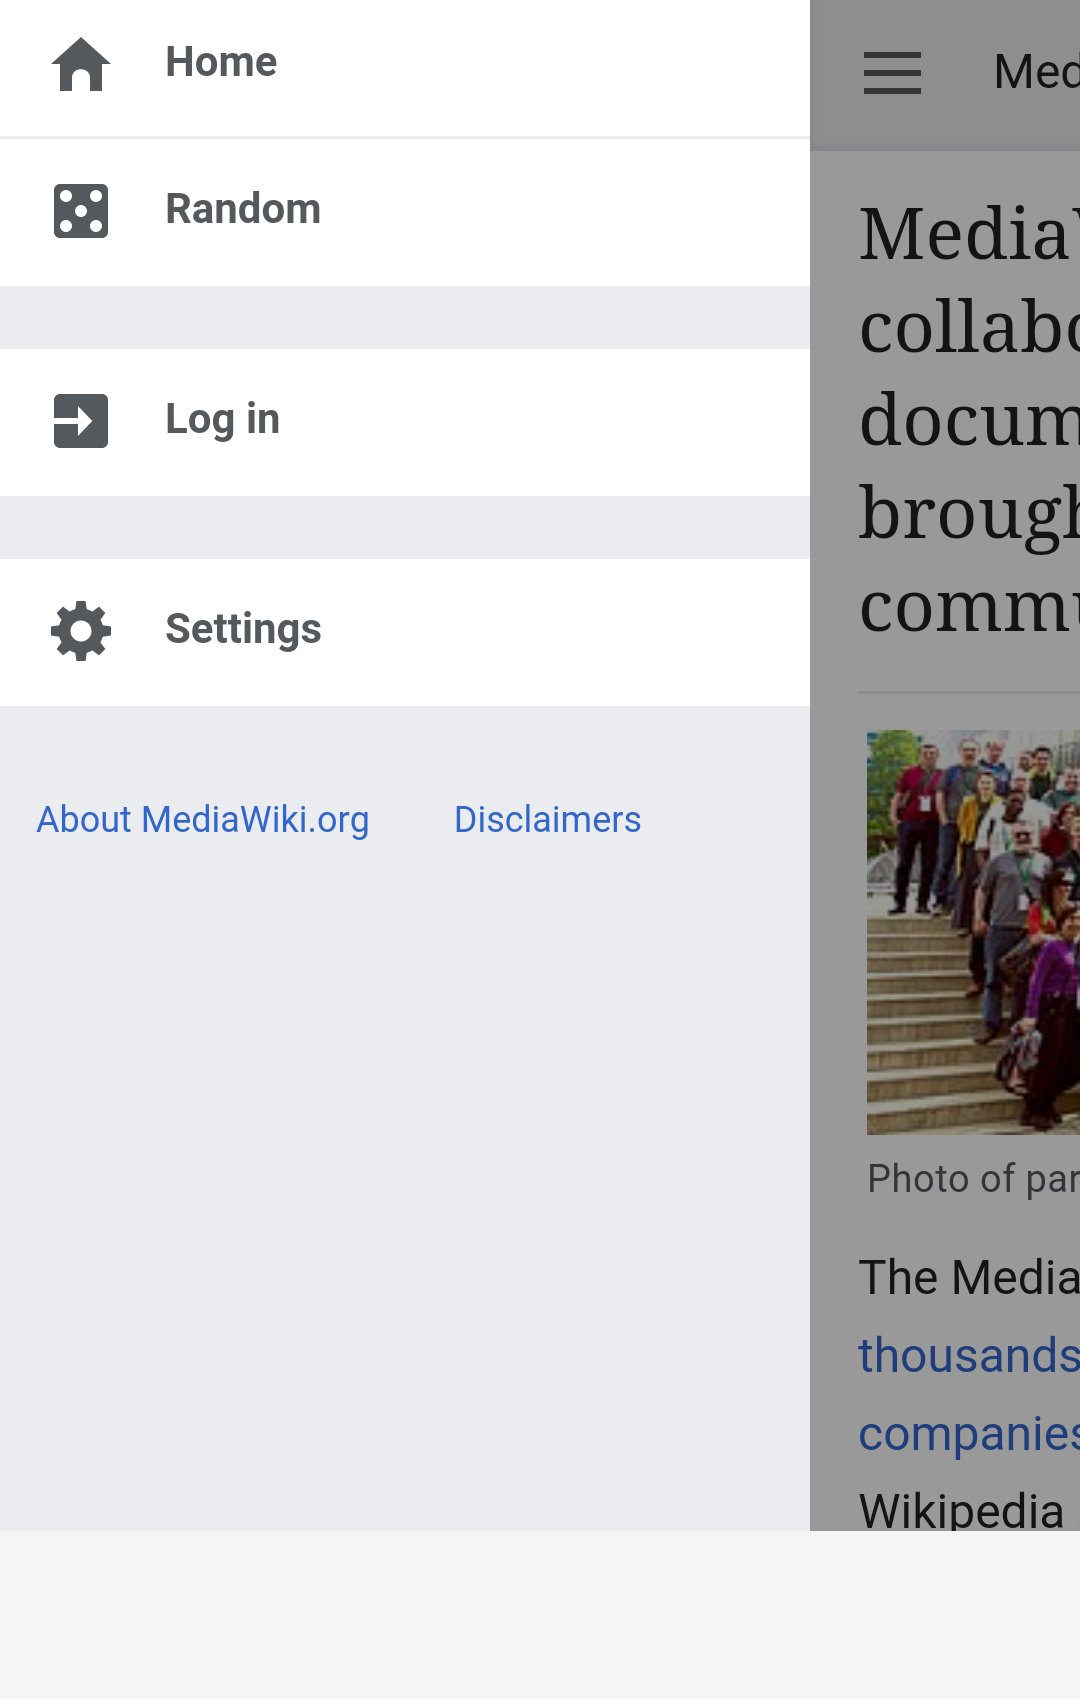 Home
Random
Log in
Settings
About MediaWiki.org Disclaimers
Med
Media
collabo
docum
brough
commu
Photo of par
The Media
thousands
companies
Wikipedia